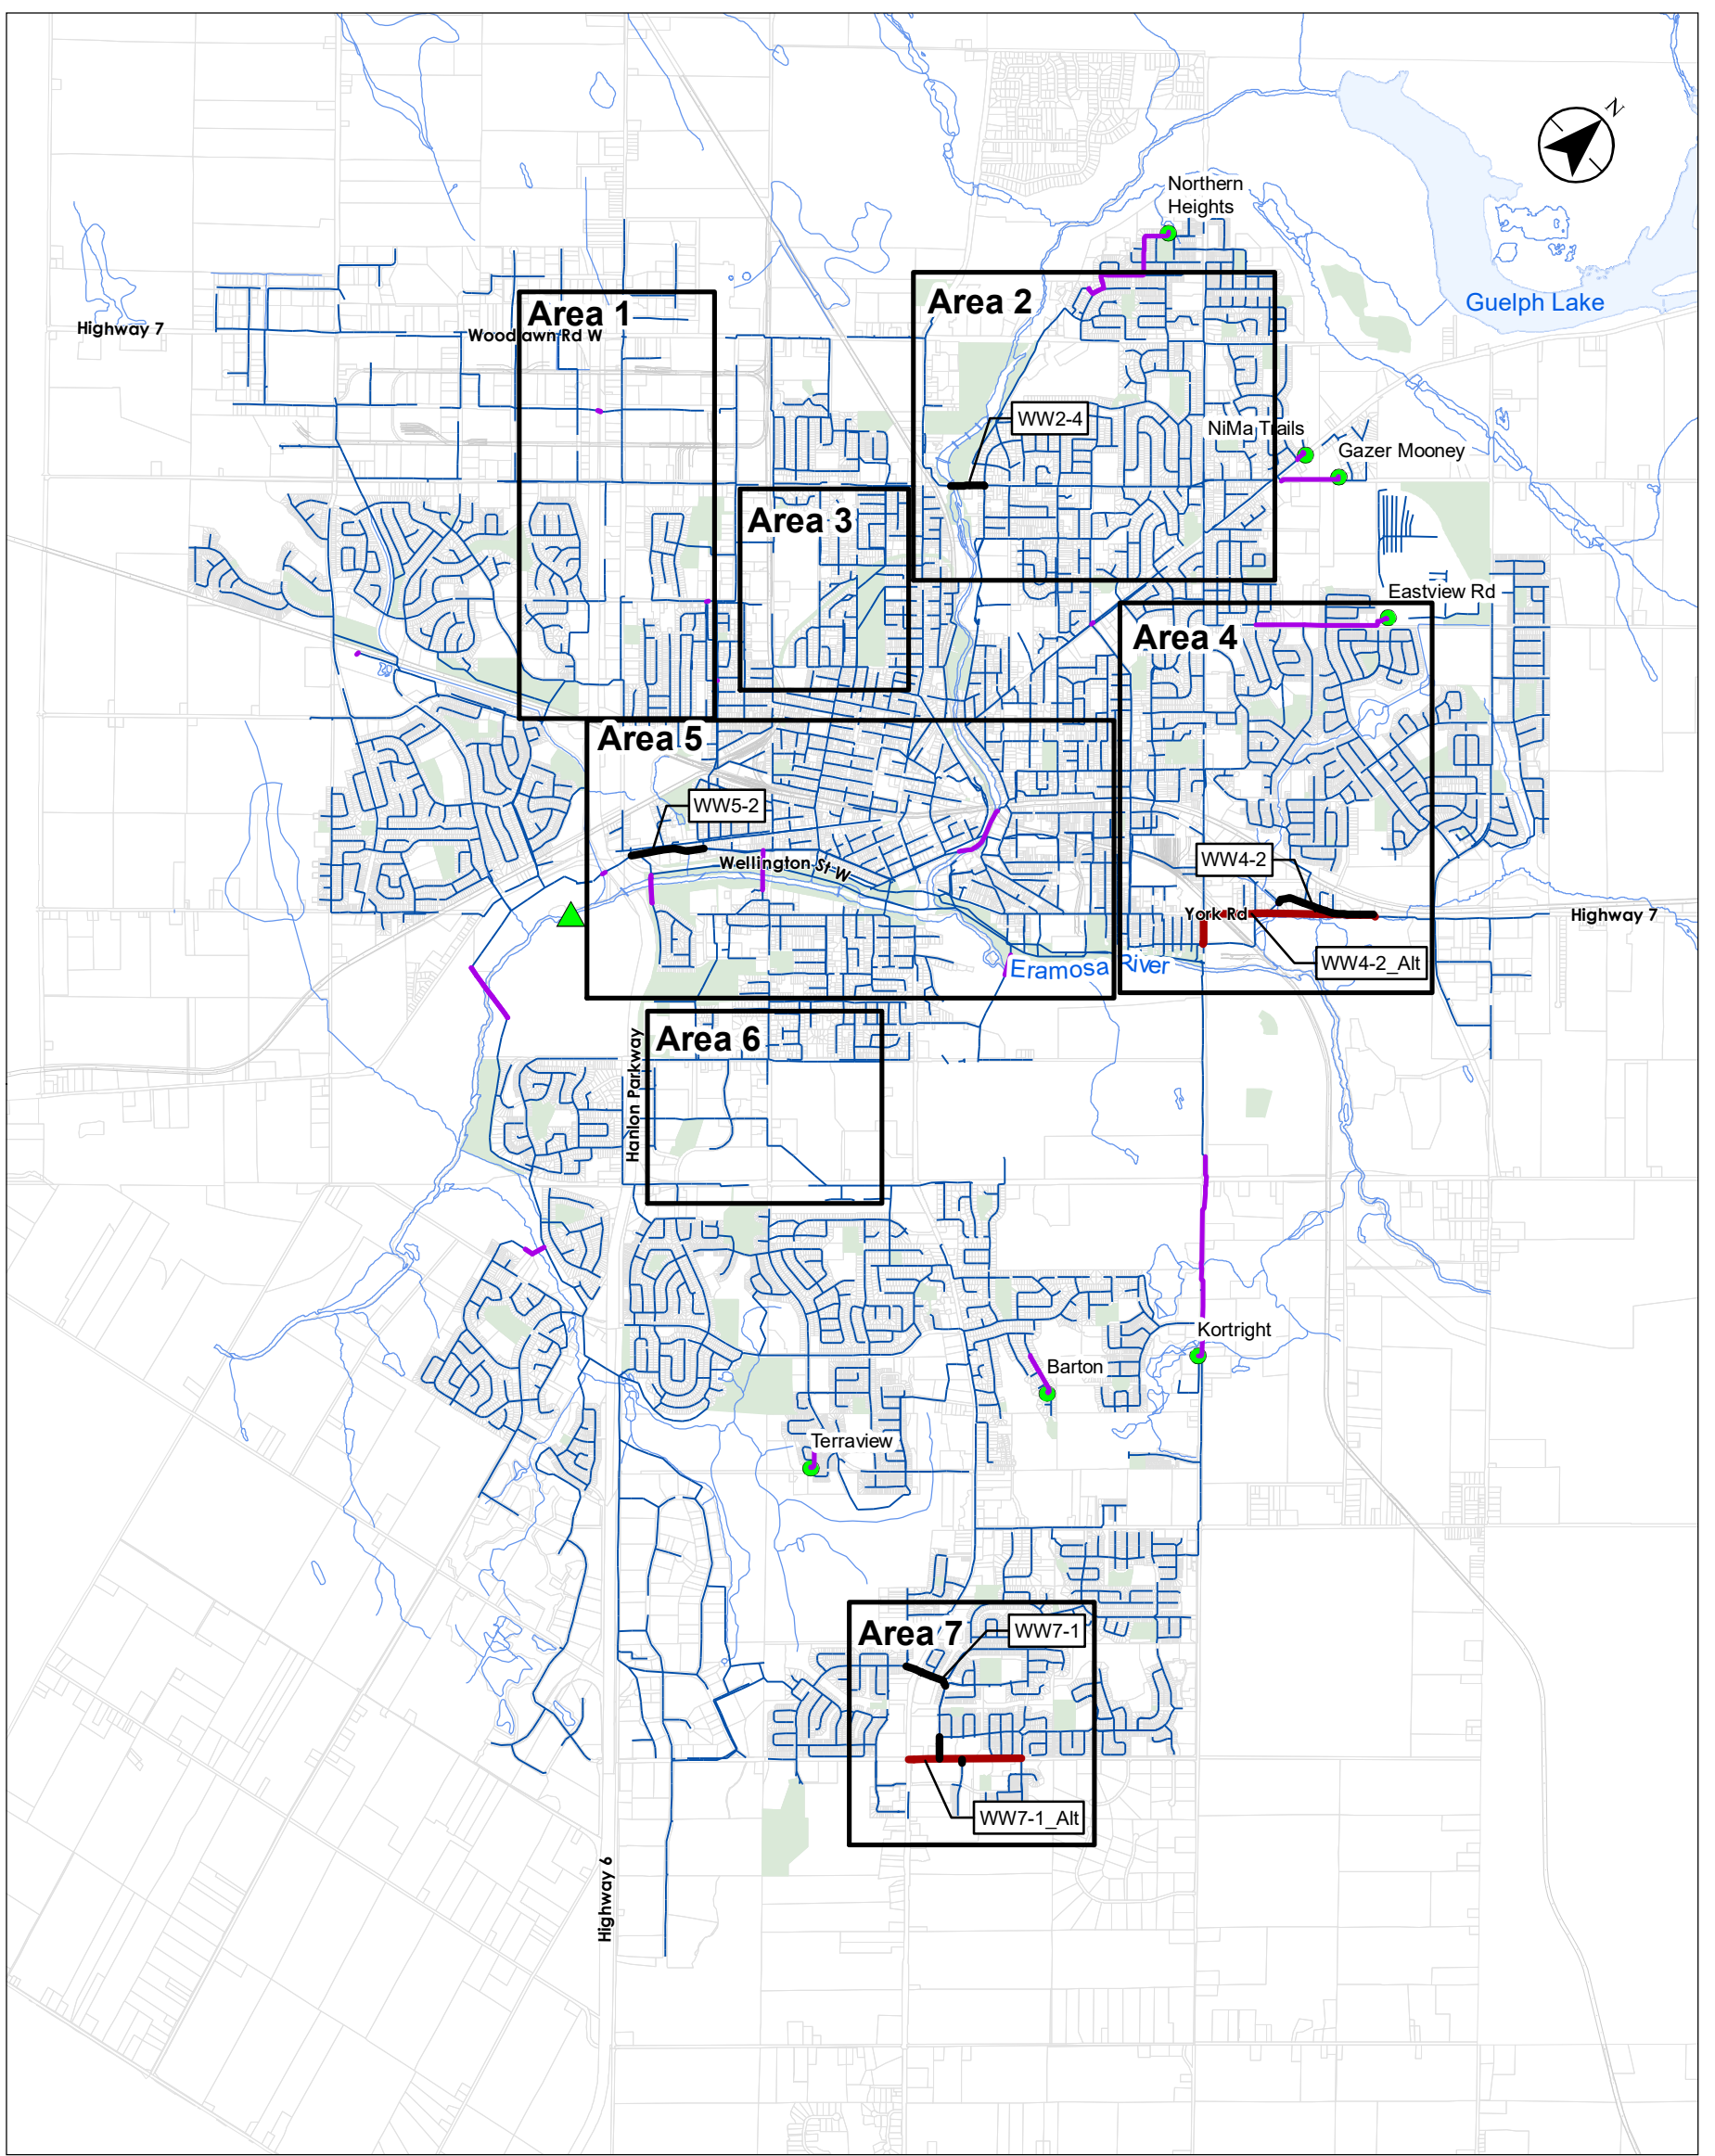 N
Northern
Heights
Guelph Lake
Area 1
Area 2
Highway 7
Woodlawn Rd W
WW2-4
NiMa Trails
Gazer Mooney
Area 3
Eastview Rd
Area 4
Area 5
WW5-2
Wellington St W
WW4-2
York Rd
Highway 7
WW4-2_Alt
Eramosa River
Area 6
Hanlon Parkway
Kortright
Barton
Terraview
Area 7
WW7-1
WW7-1_Alt
Highway 6